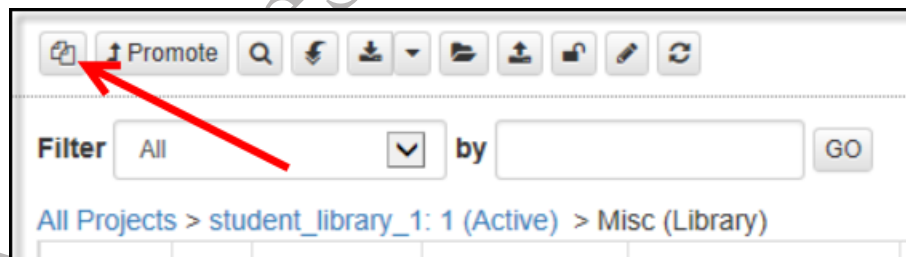 Promote
Filter All by GO
All Projects > student_library_1: 1 (Active) > Misc (Library)